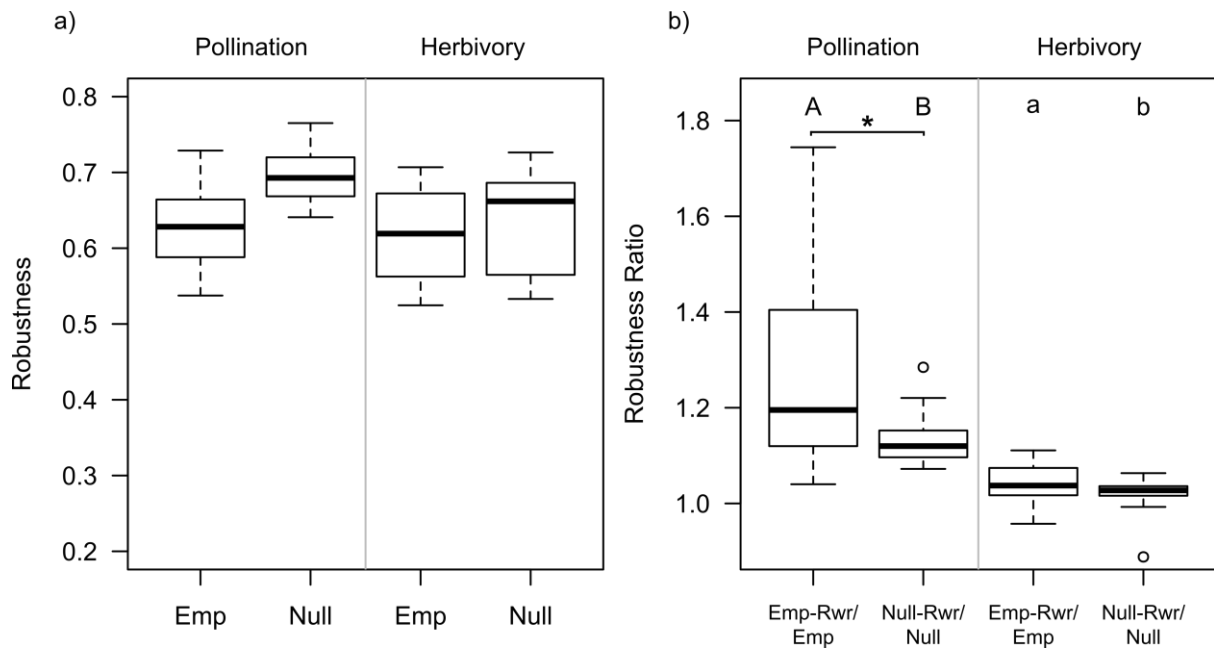 a)
Pollination
Herbivory
Robustness
0.8
0.7
0.6
0.5
0.4
0.3
0.2
Emp
Null
Emp
Null
b)
Pollination
Herbivory
Robustness Ratio
1.8
1.6
1.4
1.2
1.0
A
*
B
a
b
Emp-Rwr/
Emp
Null-Rwr/
Null
Emp-Rwr/
Emp
Null-Rwr/
Null